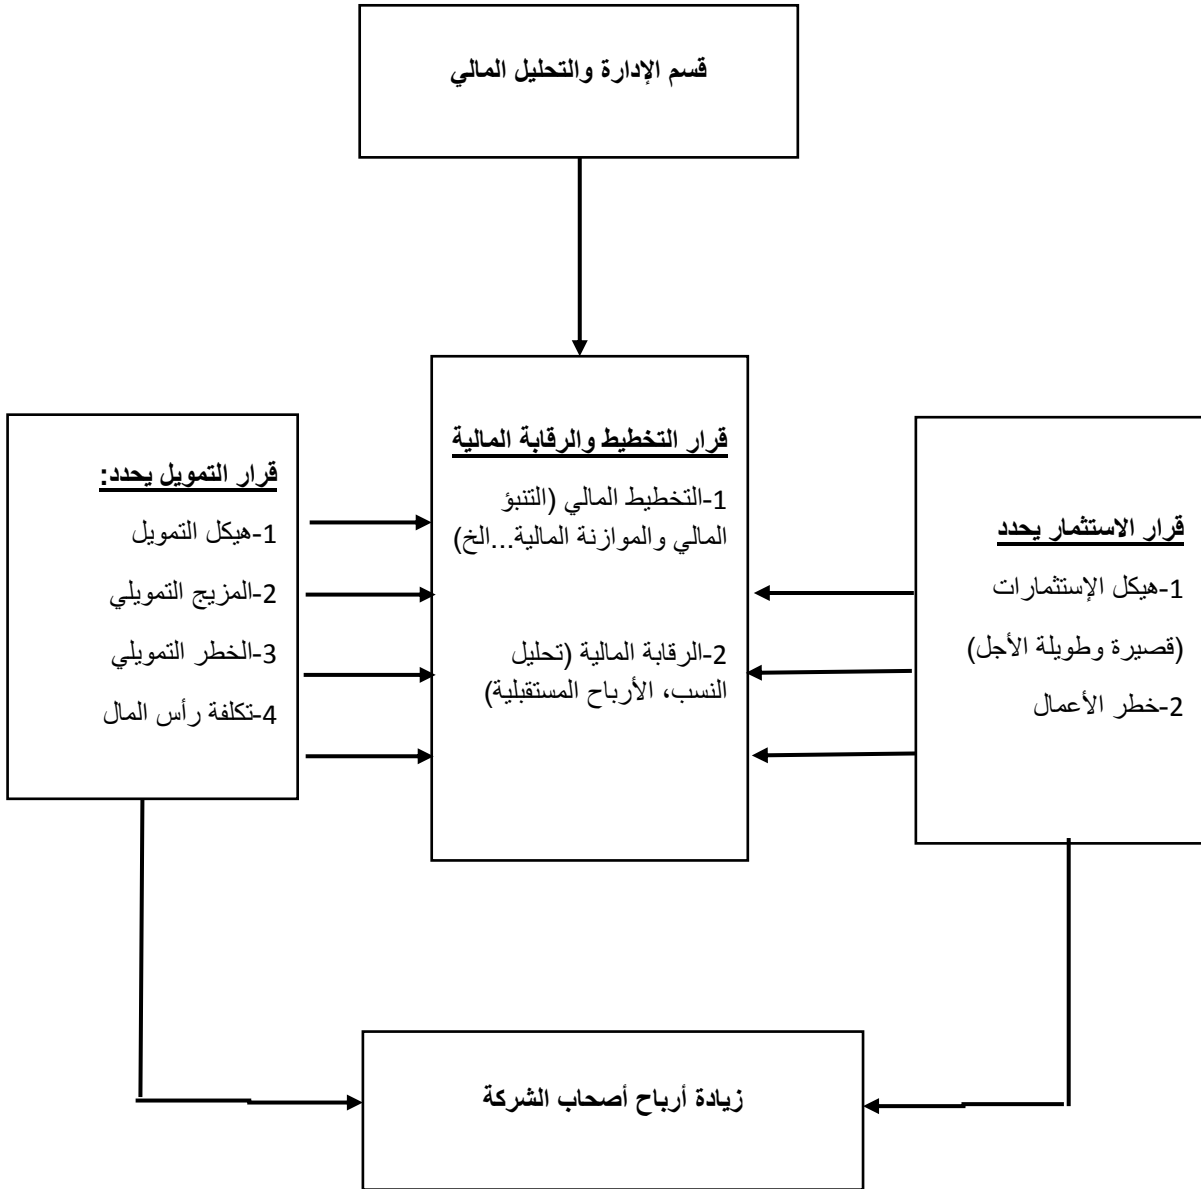 قسم الإدارة والتحليل المالي
قرار الاستثمار يحدد
1-هيكل الإستثمارات
(قصيرة وطويلة الأجل)
2-خطر الأعمال
قرار التخطيط والرقابة المالية
1-التخطيط المالي (التنبؤ
المالي والموازنة المالية...الخ)
2-الرقابة المالية (تحليل
النسب، الأرباح المستقبلية)
قرار التمويل يحدد:
1-هيكل التمويل
2-المزيج التمويلي
3-الخطر التمويلي
4-تكلفة رأس المال
زيادة أرباح أصحاب الشركة